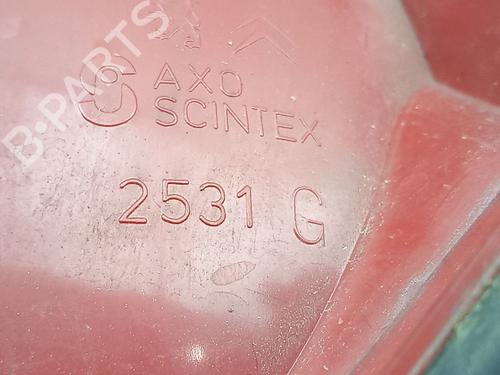 AXO
SCINTEX
2531 G
B-PARTS